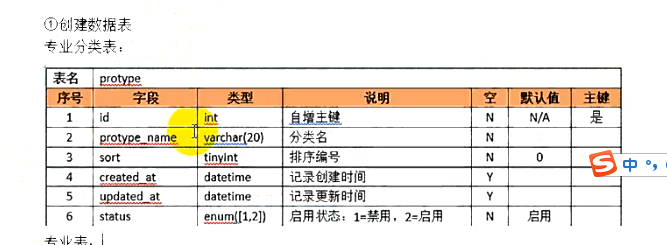 ①创建数据表
专业分类表：
表名 protype
序号 字段 类型 说明 空 默认值 主键
1 id int 自增主键 N N/A 是
2 protype_name varchar(20) 分类名 N
3 sort tinyint 排序编号 N 0
4 created_at datetime 记录创建时间 Y
5 updated_at datetime 记录更新时间 Y
6 status enum([1,2]) 启用状态：1=禁用，2=启用 N 启用
专业表：
S 中 °，